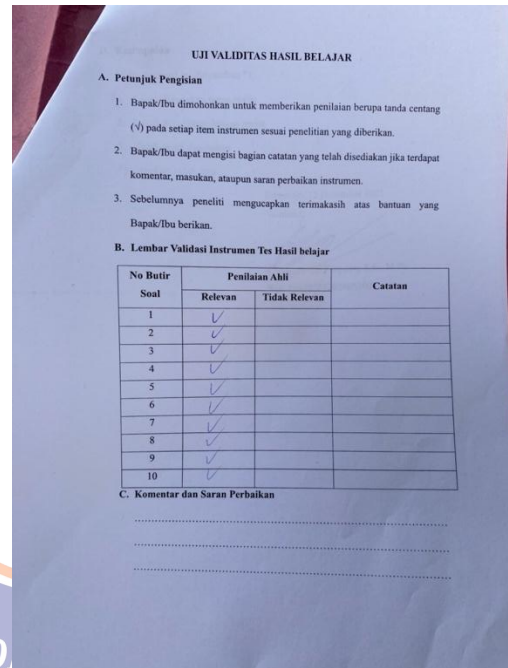 UJI VALIDITAS HASIL BELAJAR
A. Petunjuk Pengisian
1. Bapak/Ibu dimohonkan untuk memberikan penilaian berupa tanda centang
(√) pada setiap item instrumen sesuai penelitian yang diberikan.
2. Bapak/Ibu dapat mengisi bagian catatan yang telah disediakan jika terdapat
komentar, masukan, ataupun saran perbaikan instrumen.
3. Sebelumnya peneliti mengucapkan terimakasih atas bantuan yang
Bapak/Ibu berikan.
B. Lembar Validasi Instrumen Tes Hasil belajar
No Butir Soal Penilaian Ahli Catatan
Relevan Tidak Relevan
1 √
2 √
3 √
4 √
5 √
6 √
7 √
8 √
9 √
10 √
C. Komentar dan Saran Perbaikan